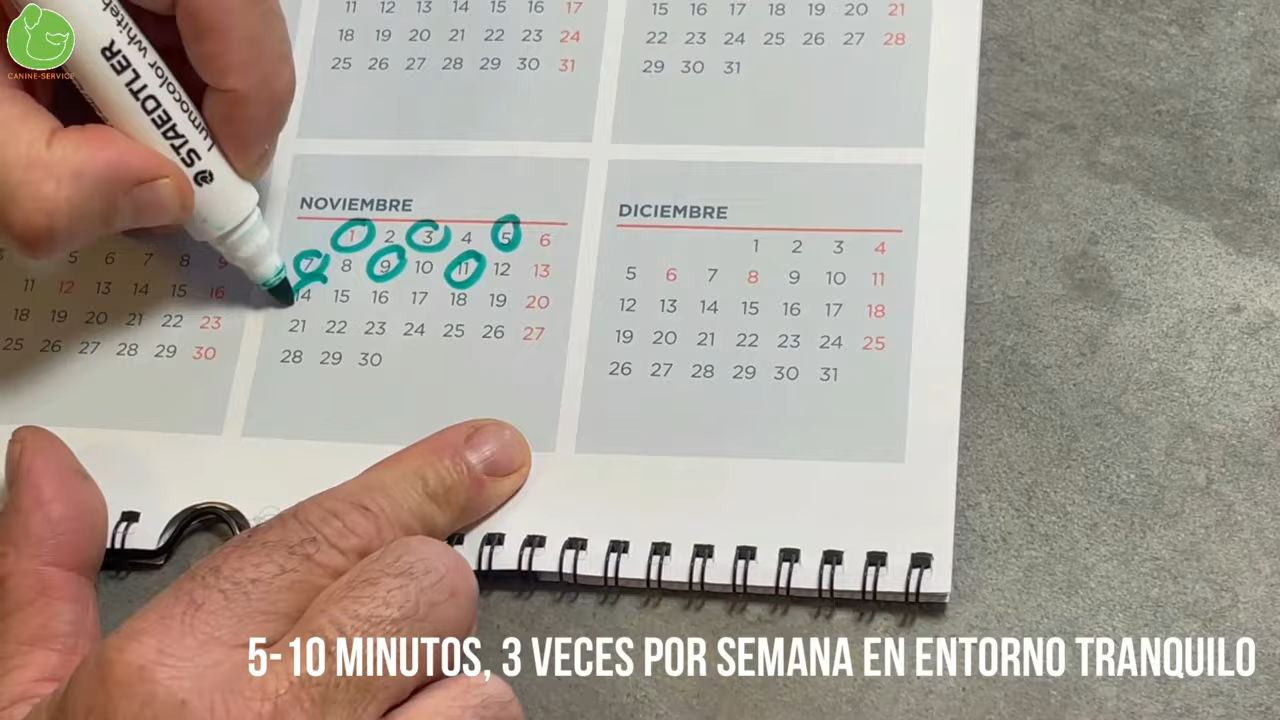 CANINE-SERVICE
STAEDTLER
Lumocolor whiteb
11 12 13 14 15 16 17
18 19 20 21 22 23 24
25 26 27 28 29 30 31
15 16 17 18 19 20 21
22 23 24 25 26 27 28
29 30 31
5 6 7 8 9
11 12 13 14 15 16
18 19 20 21 22 23
25 26 27 28 29 30
NOVIEMBRE
1 2 3 4 5 6
7 8 9 10 11 12 13
14 15 16 17 18 19 20
21 22 23 24 25 26 27
28 29 30
DICIEMBRE
1 2 3 4
5 6 7 8 9 10 11
12 13 14 15 16 17 18
19 20 21 22 23 24 25
26 27 28 29 30 31
5-10 MINUTOS, 3 VECES POR SEMANA EN ENTORNO TRANQUILO